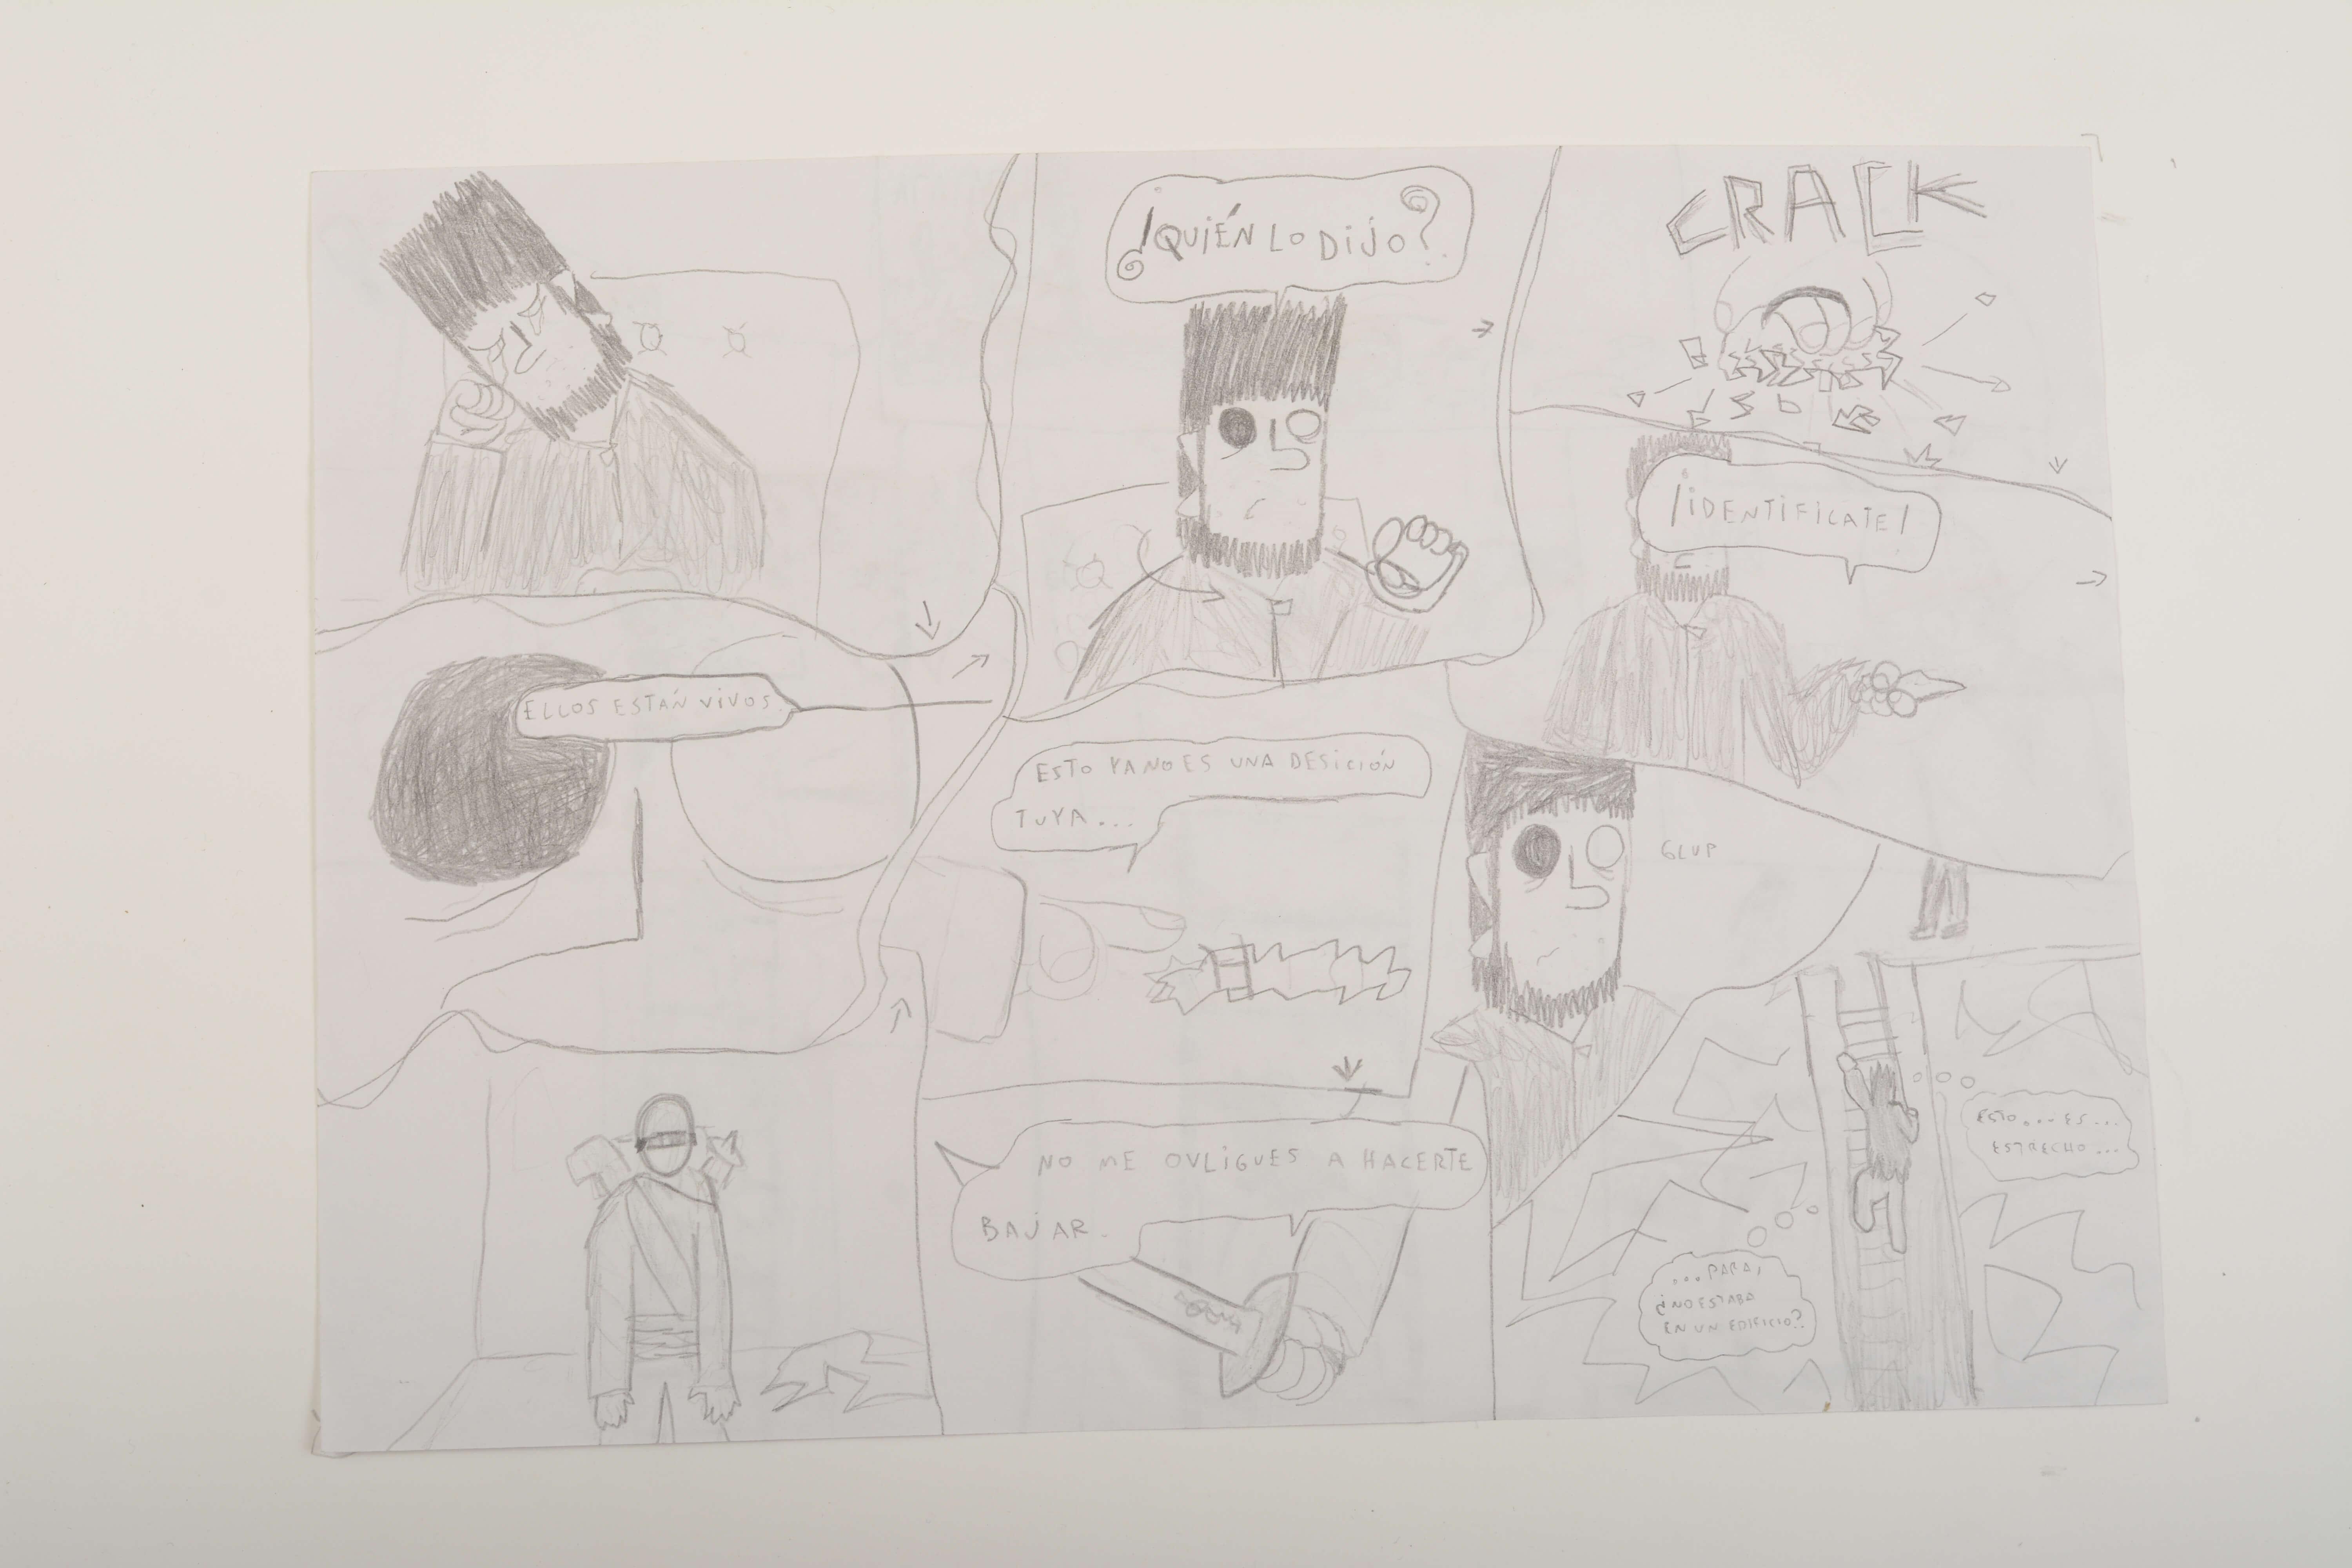 ELLOS ESTÁN VIVOS.
¿QUIÉN LO DIJO?
CRACK
¡IDENTIFICATE!
ESTO YA NO ES UNA DESICIÓN
TUYA...
NO ME OVLIGUES A HACERTE
BAJAR.
GLUP
ESTO... ES...
ESTRECHO...
...PARA,
¿NO ESTABA
EN UN EDIFICIO?